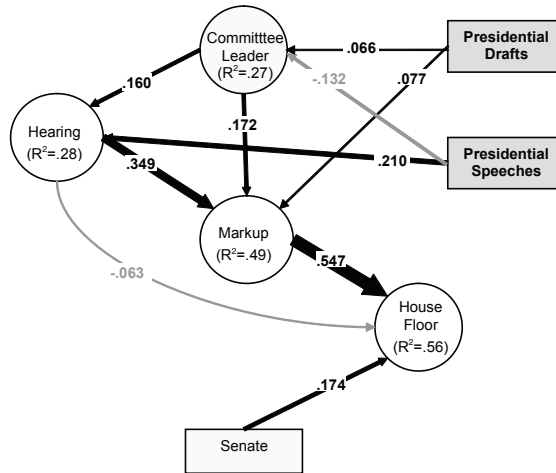 Committtee
Leader
(R²=.27)
.066
Presidential
Drafts
-.132
.077
.160
.172
Hearing
(R²=.28)
.349
.210
Presidential
Speeches
Markup
(R²=.49)
.547
-.063
House
Floor
(R²=.56)
.174
Senate